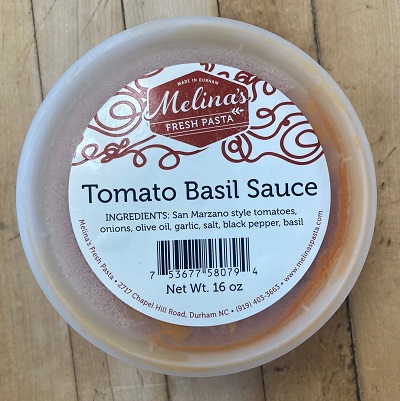 MADE IN DURHAM
Melina's
FRESH PASTA
Tomato Basil Sauce
INGREDIENTS: San Marzano style tomatoes,
onions, olive oil, garlic, salt, black pepper, basil
7 53677 58079 4
Net Wt. 16 oz
Melina's Fresh Pasta • 2717 Chapel Hill Road, Durham NC • (919) 403-3663 • www.melinaspasta.com